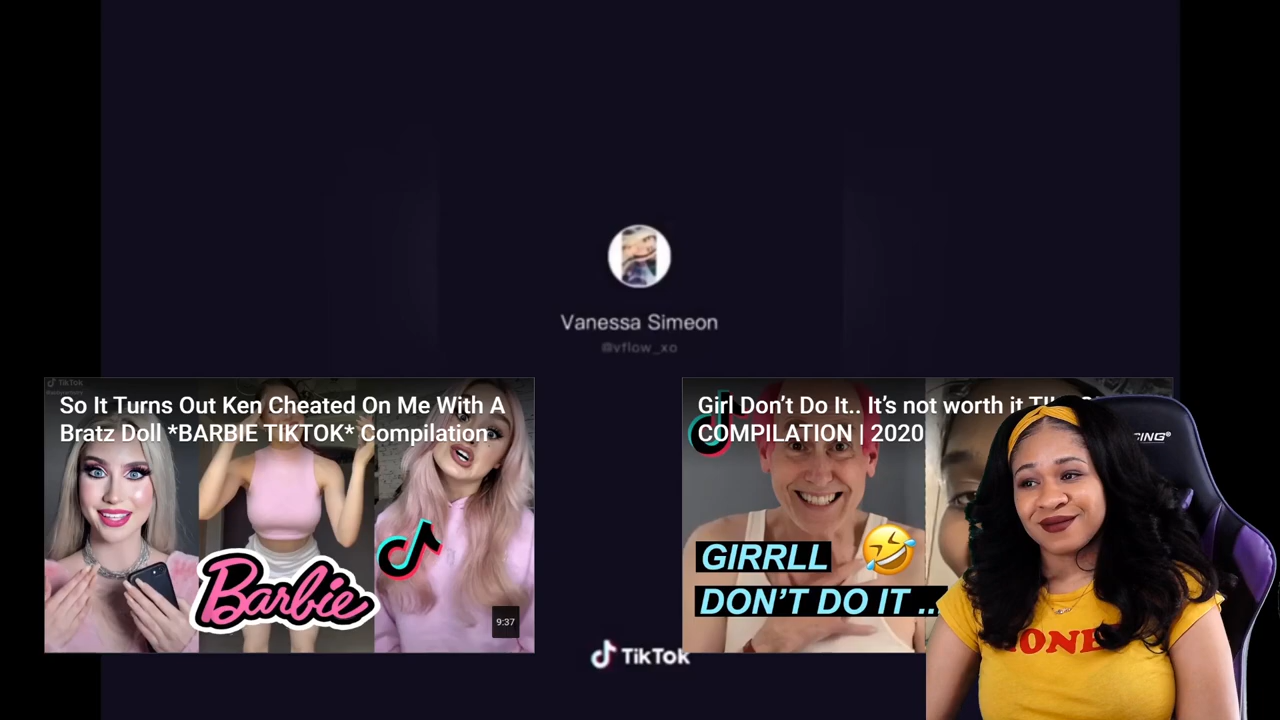 Vanessa Simeon
@vflow_xo
TikTok
So It Turns Out Ken Cheated On Me With A
Bratz Doll *BARBIE TIKTOK* Compilation
Barbie
9:37
Girl Don't Do It.. It's not worth it
COMPILATION | 2020
GIRRLL
DON'T DO IT ..
TikTok